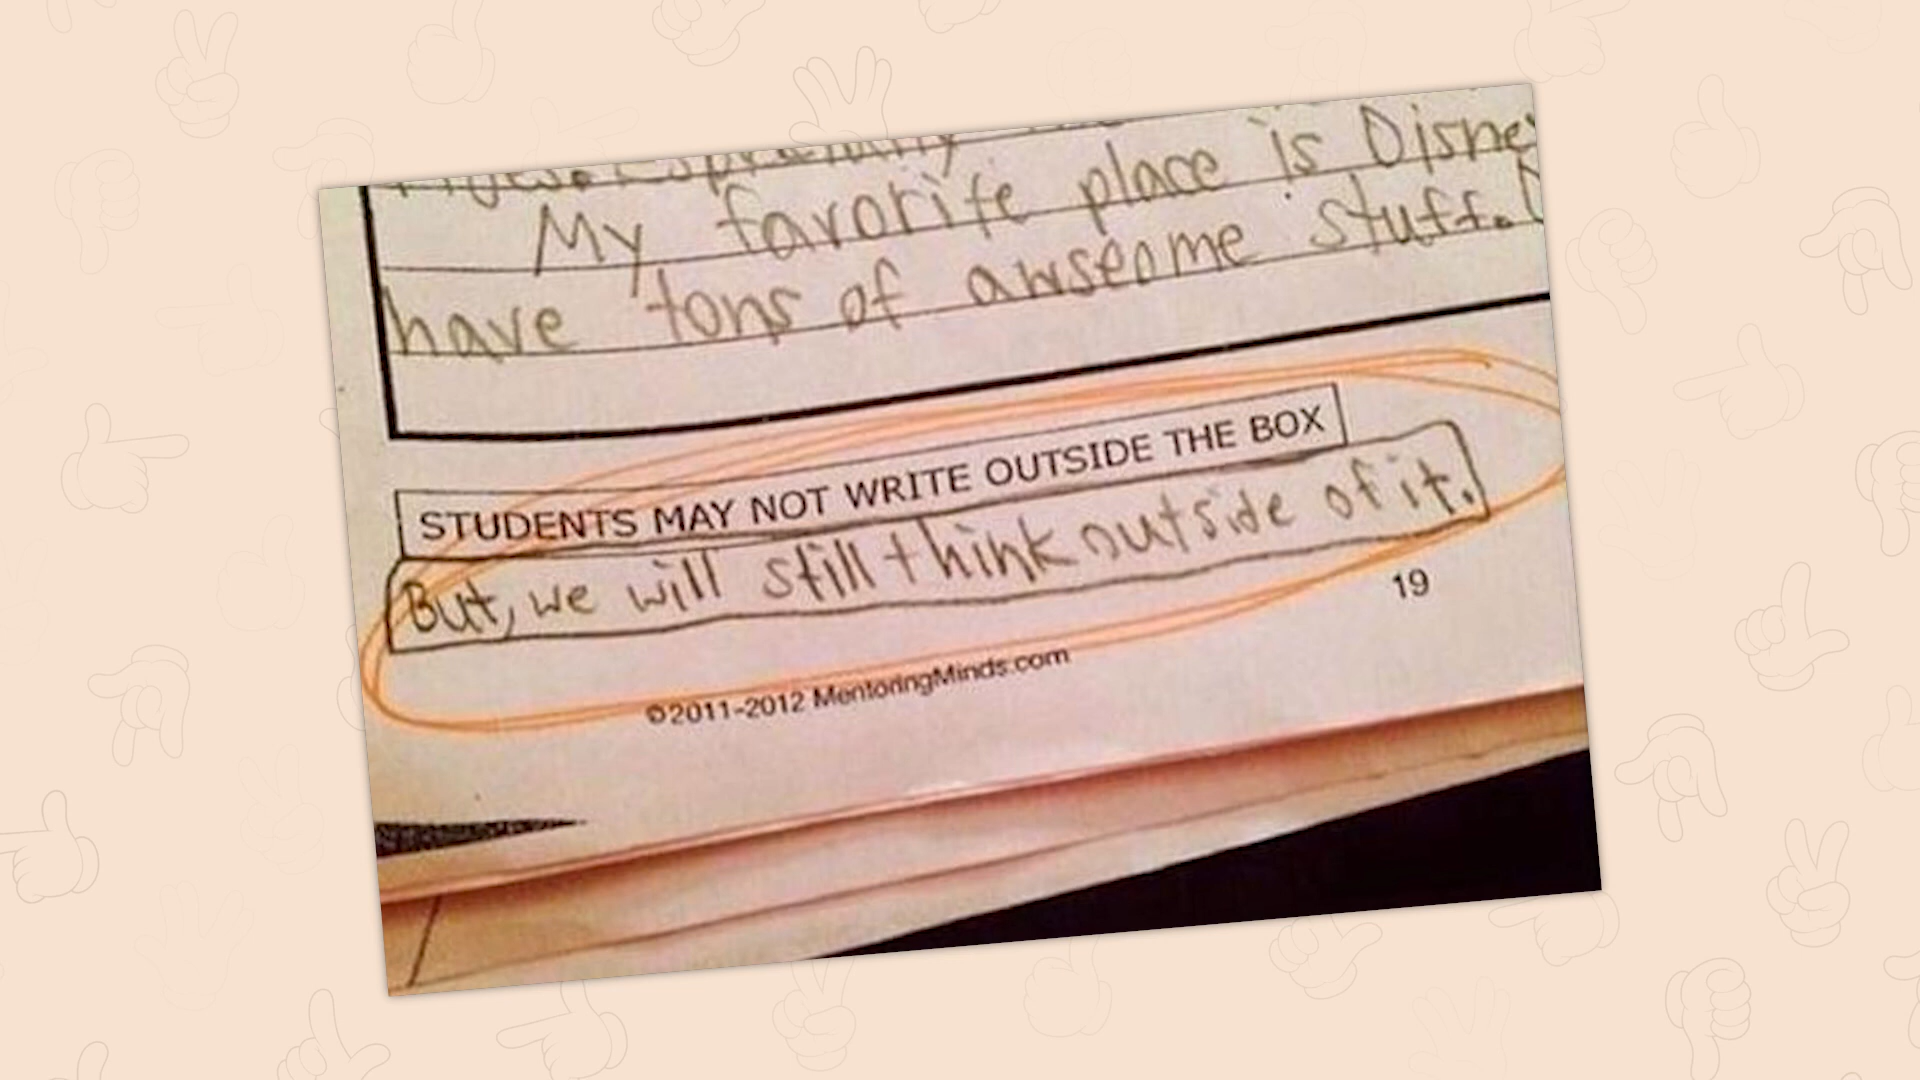 My favorite place is Disne
have tons of awseome stuff.
STUDENTS MAY NOT WRITE OUTSIDE THE BOX
But, we will still think outside of it.
19
©2011-2012 MentoringMinds.com